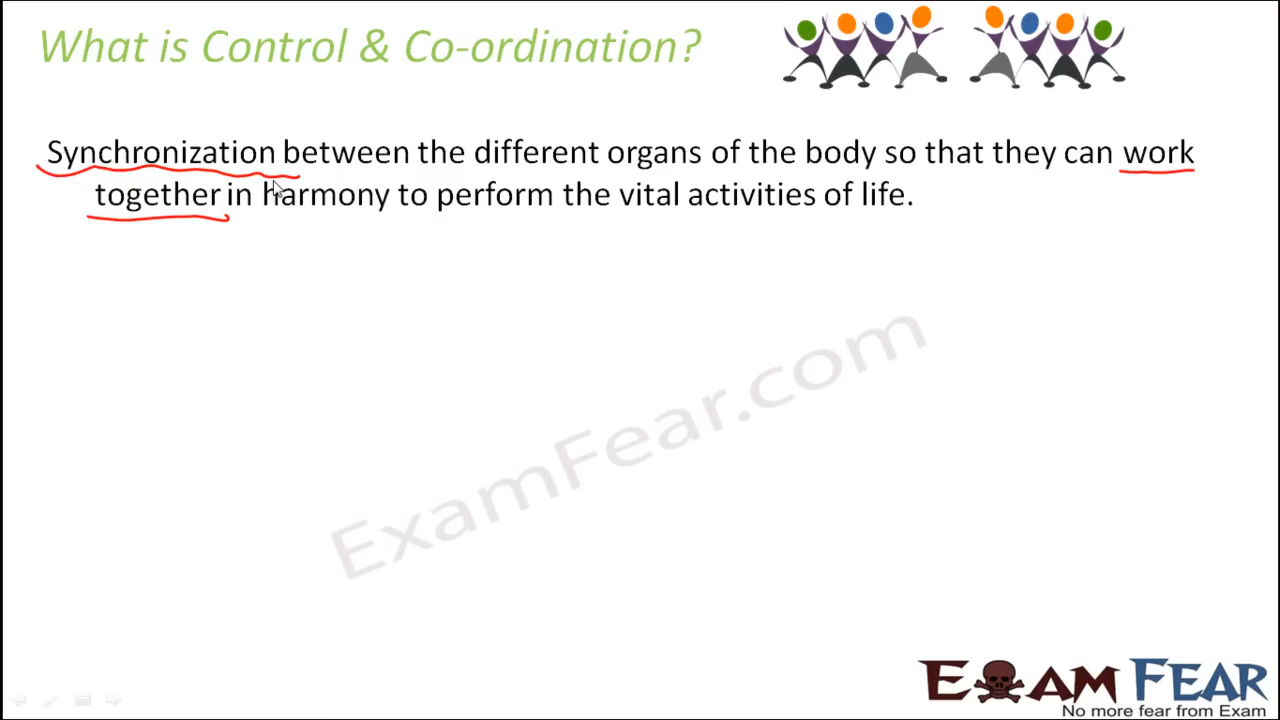 What is Control & Co-ordination?
Synchronization between the different organs of the body so that they can work
together in harmony to perform the vital activities of life.
ExamFear.com
EXAM FEAR
No more fear from Exam